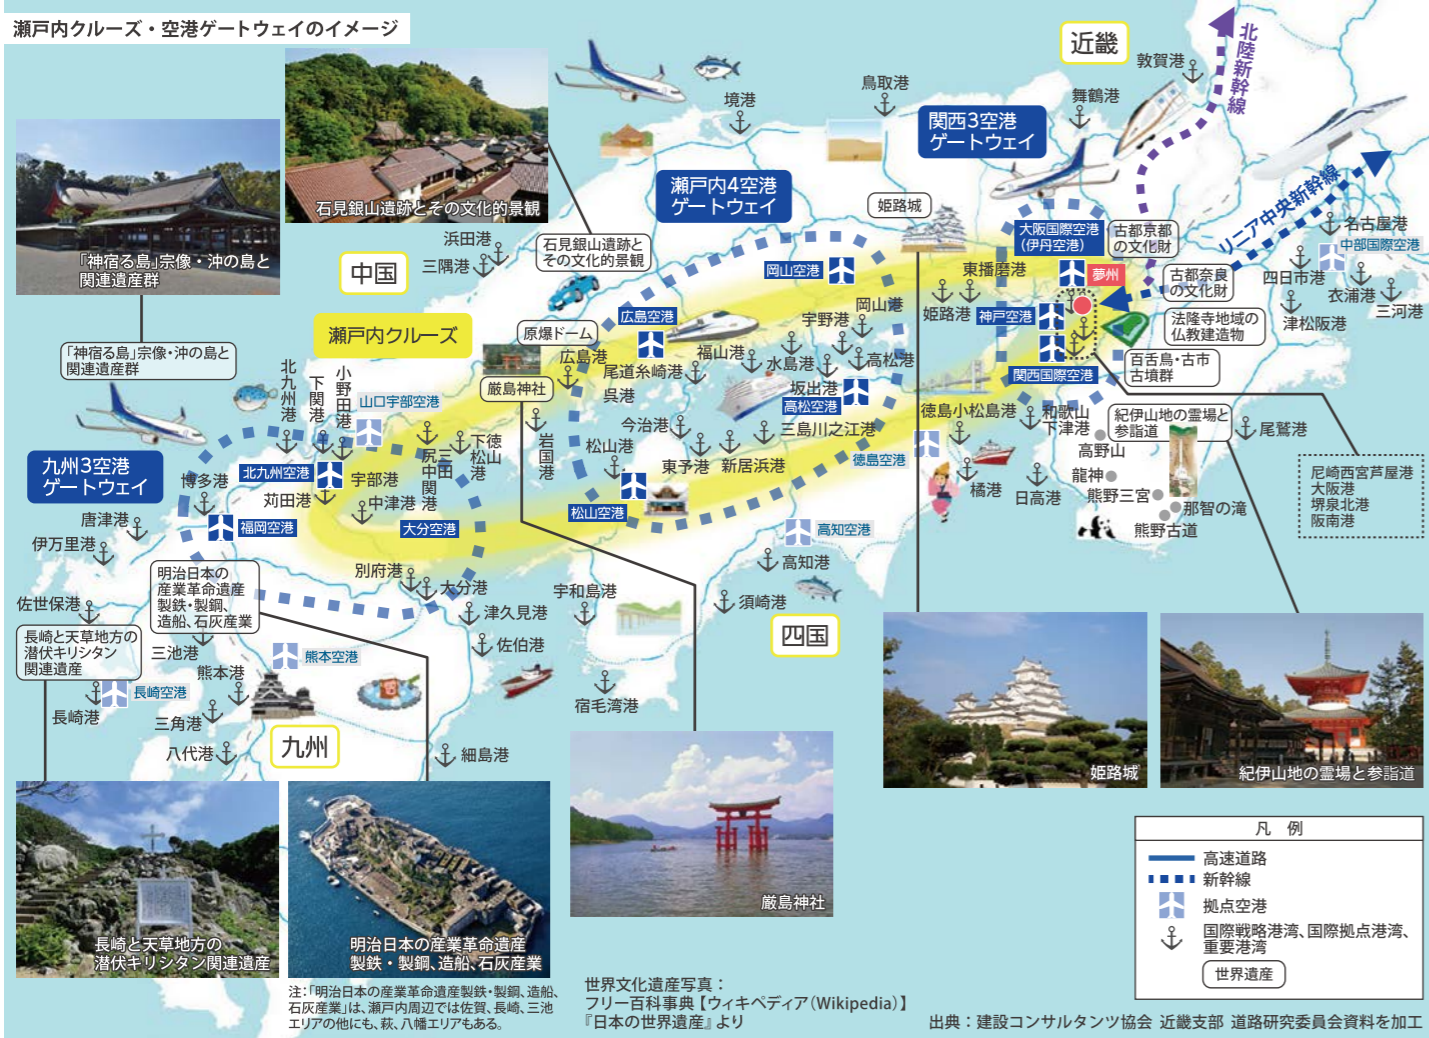 瀬戸内クルーズ・空港ゲートウェイのイメージ
近畿
北陸新幹線
敦賀港
舞鶴港
鳥取港
境港
関西3空港
ゲートウェイ
瀬戸内4空港
ゲートウェイ
姫路城
リニア中央新幹線
名古屋港
中部国際空港
四日市港
衣浦港
三河港
津松阪港
大阪国際空港
(伊丹空港)
古都京都
の文化財
夢州
古都奈良
の文化財
法隆寺地域の
仏教建造物
百舌鳥・古市
古墳群
神戸空港
関西国際空港
東播磨港
姫路港
石見銀山遺跡とその文化的景観
「神宿る島」宗像・沖の島と
関連遺産群
浜田港
三隅港
石見銀山遺跡と
その文化的景観
中国
瀬戸内クルーズ
岡山空港
岡山港
宇野港
広島空港
原爆ドーム
広島港
福山港
水島港
高松港
尾道糸崎港
呉港
坂出港
高松空港
厳島神社
「神宿る島」宗像・沖の島と
関連遺産群
北九州港
下関港
小野田港
山口宇部空港
今治港
三島川之江港
松山港
東予港
新居浜港
徳島小松島港
徳島空港
和歌山
下津港
紀伊山地の霊場と
参詣道
尾鷲港
高野山
龍神
熊野三宮
那智の滝
熊野古道
日高港
橘港
尼崎西宮芦屋港
大阪港
堺泉北港
阪南港
九州3空港
ゲートウェイ
博多港
北九州空港
宇部港
苅田港
中津港
三田尻中関港
徳山下松港
岩国港
松山空港
唐津港
伊万里港
福岡空港
大分空港
高知空港
高知港
須崎港
別府港
大分港
宇和島港
津久見港
佐伯港
四国
宿毛湾港
明治日本の
産業革命遺産
製鉄・製鋼、
造船、石灰産業
佐世保港
長崎と天草地方の
潜伏キリシタン
関連遺産
三池港
熊本港
熊本空港
長崎空港
長崎港
三角港
八代港
九州
細島港
姫路城
紀伊山地の霊場と参詣道
厳島神社
長崎と天草地方の
潜伏キリシタン関連遺産
明治日本の産業革命遺産
製鉄・製鋼、造船、石灰産業
注:「明治日本の産業革命遺産製鉄・製鋼、造船、
石灰産業」は、瀬戸内周辺では佐賀、長崎、三池
エリアの他にも、萩、八幡エリアもある。
世界文化遺産写真：
フリー百科事典【ウィキペディア（Wikipedia）】
『日本の世界遺産』より
凡 例
高速道路
新幹線
拠点空港
国際戦略港湾、国際拠点港湾、
重要港湾
世界遺産
出典：建設コンサルタンツ協会 近畿支部 道路研究委員会資料を加工